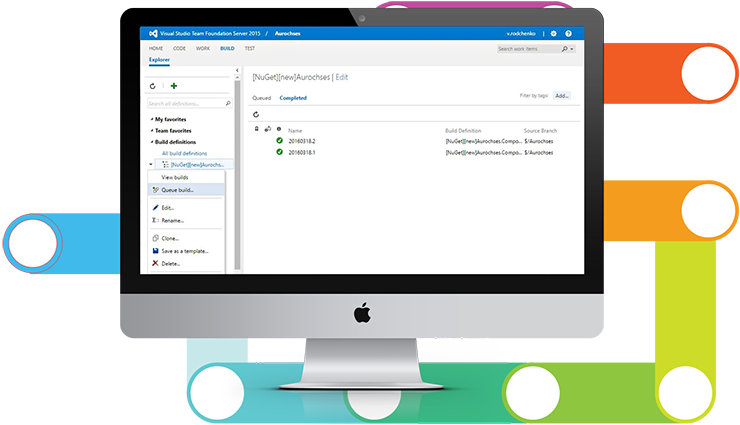 Visual Studio Team Foundation Server 2015 / Aurochses
v.rodchenko
HOME CODE WORK BUILD TEST
Search work items
Explorer
[NuGet][new]Aurochses | Edit
Queued Completed
Filter by tags: Add...
Search all definitions...
My favorites
Team favorites
Build definitions
All build definitions
[NuGet][new]Aurochs...
View builds
Queue build...
Edit...
Rename...
Clone...
Save as a template...
Delete...
Name Build Definition Source Branch
20160318.2 [NuGet][new]Aurochses.Compo... $/Aurochses
20160318.1 [NuGet][new]Aurochses.Compo... $/Aurochses